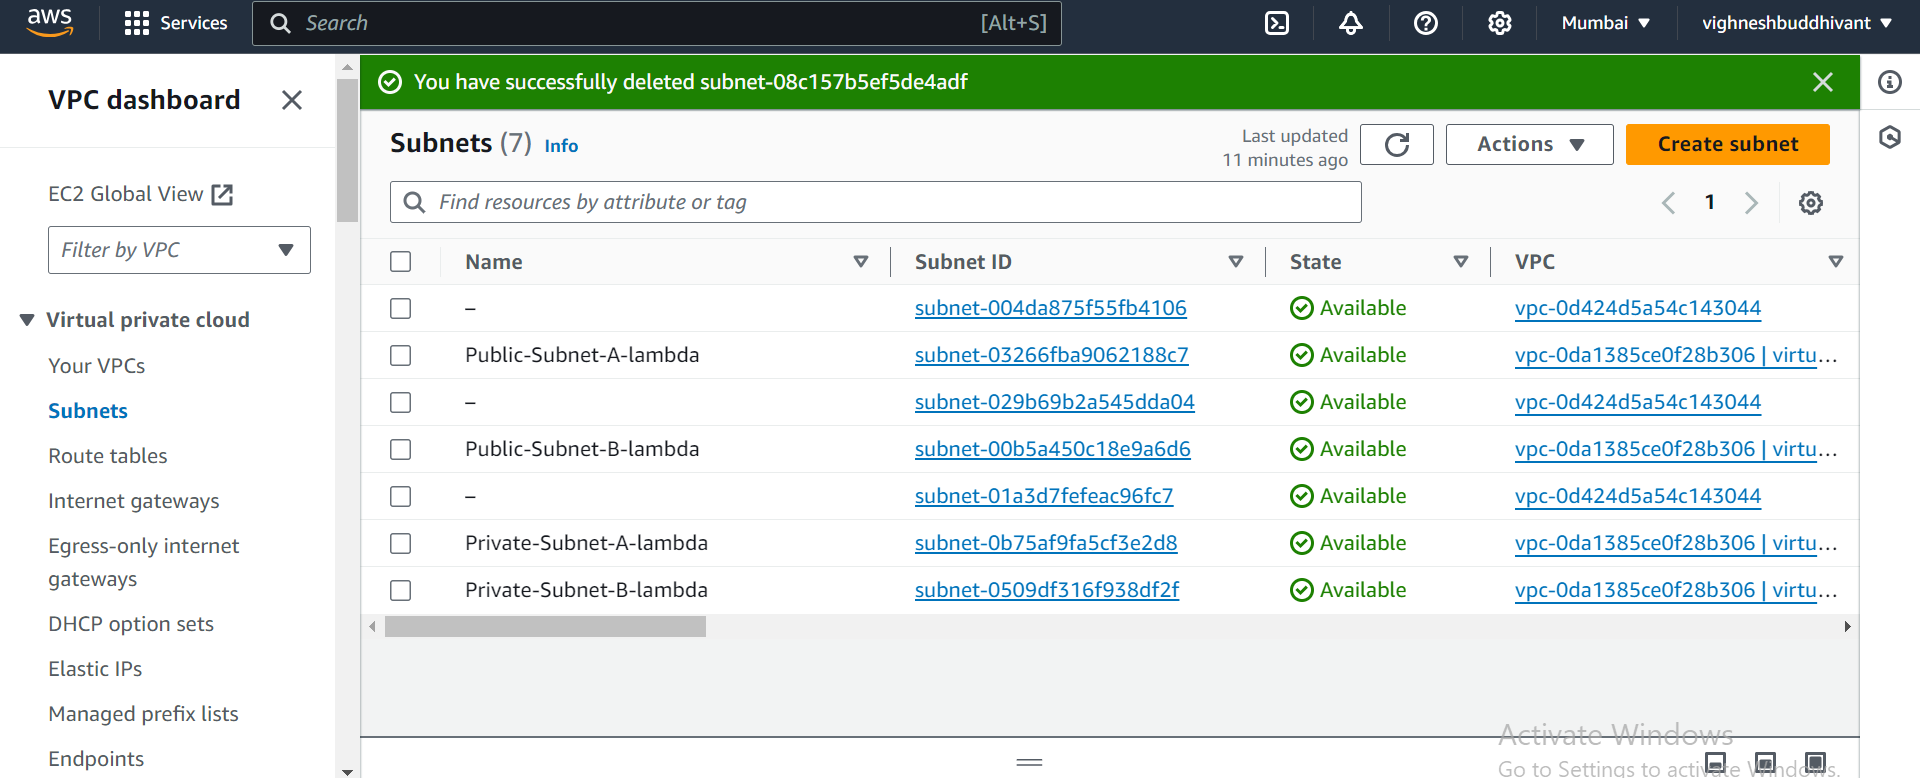 aws Services Search [Alt+S] Mumbai vighneshbuddhivant
VPC dashboard
EC2 Global View
Filter by VPC
Virtual private cloud
Your VPCs
Subnets
Route tables
Internet gateways
Egress-only internet
gateways
DHCP option sets
Elastic IPs
Managed prefix lists
Endpoints
You have successfully deleted subnet-08c157b5ef5de4adf
Subnets (7) Info
Last updated
11 minutes ago
Actions
Create subnet
Find resources by attribute or tag
1
Name Subnet ID State VPC
– subnet-004da875f55fb4106 Available vpc-0d424d5a54c143044
Public-Subnet-A-lambda subnet-03266fba9062188c7 Available vpc-0da1385ce0f28b306 | virtu...
– subnet-029b69b2a545dda04 Available vpc-0d424d5a54c143044
Public-Subnet-B-lambda subnet-00b5a450c18e9a6d6 Available vpc-0da1385ce0f28b306 | virtu...
– subnet-01a3d7fefeac96fc7 Available vpc-0d424d5a54c143044
Private-Subnet-A-lambda subnet-0b75af9fa5cf3e2d8 Available vpc-0da1385ce0f28b306 | virtu...
Private-Subnet-B-lambda subnet-0509df316f938df2f Available vpc-0da1385ce0f28b306 | virtu...
Activate Windows
Go to Settings to activate Windows.